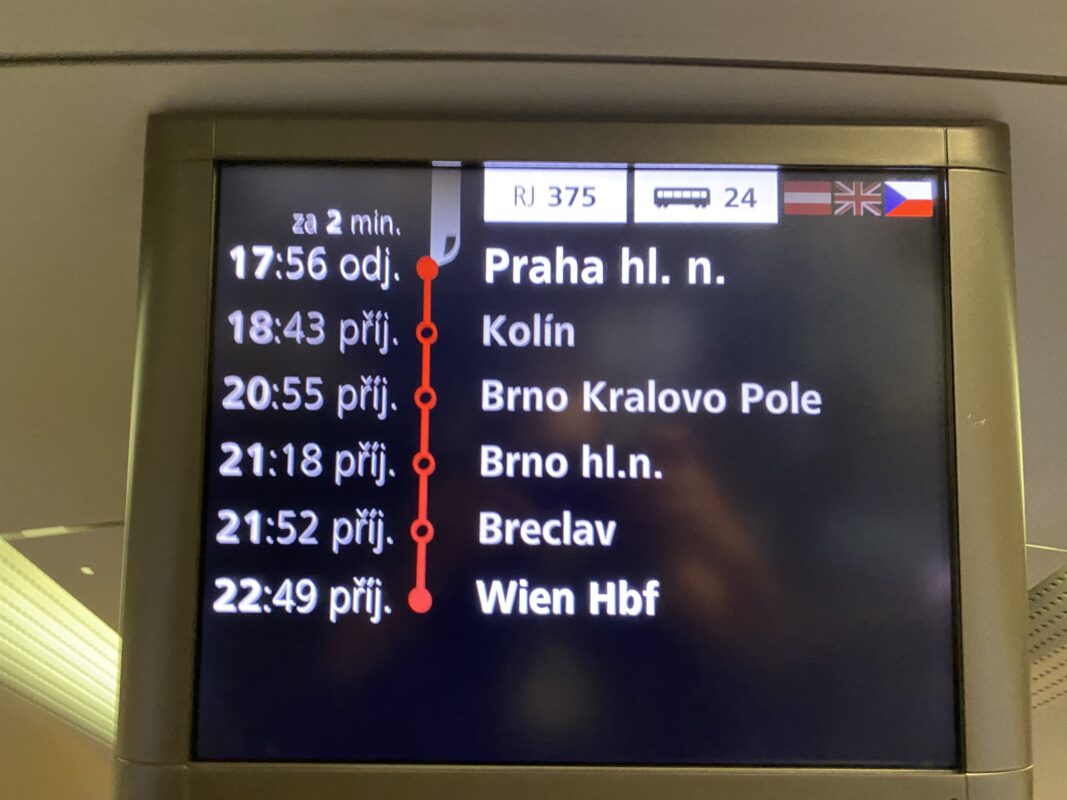 RJ 375 24
za 2 min.
17:56 odj. Praha hl. n.
18:43 příj. Kolín
20:55 příj. Brno Kralovo Pole
21:18 příj. Brno hl.n.
21:52 příj. Breclav
22:49 příj. Wien Hbf